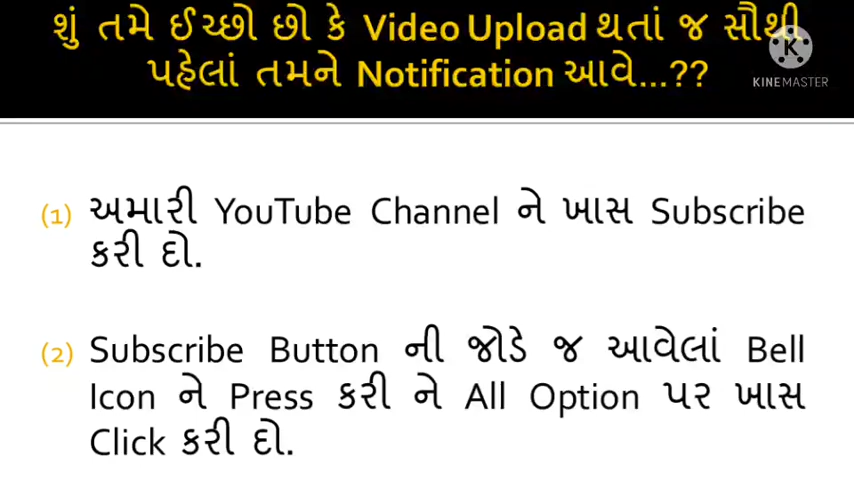 શું તમે ઈચ્છો છો કે Video Upload થતાં જ સૌથી
પહેલાં તમને Notification આવે...??
KINEMASTER
(1) અમારી YouTube Channel ને ખાસ Subscribe
કરી દો.
(2) Subscribe Button ની જોડે જ આવેલાં Bell
Icon ને Press કરી ને All Option પર ખાસ
Click કરી દો.